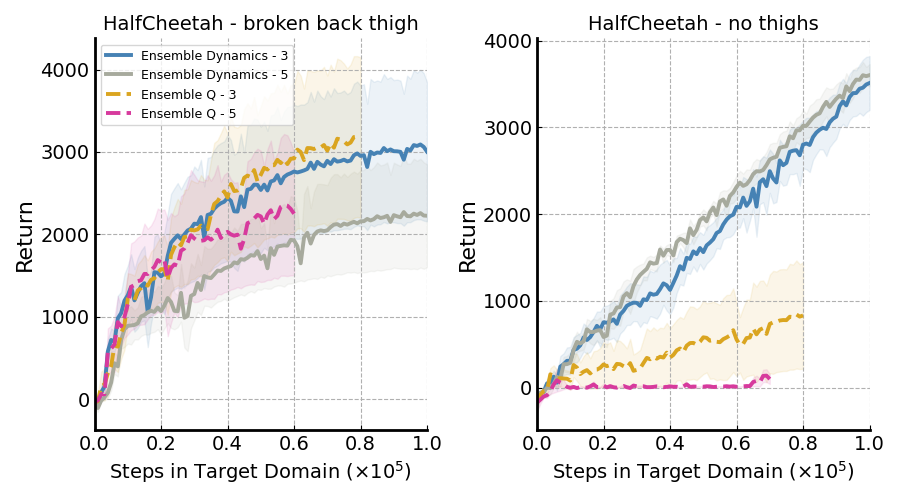 HalfCheetah - broken back thigh
Return
4000
3000
2000
1000
0
Ensemble Dynamics - 3
Ensemble Dynamics - 5
Ensemble Q - 3
Ensemble Q - 5
0.0 0.2 0.4 0.6 0.8 1.0
Steps in Target Domain (×10⁵)
HalfCheetah - no thighs
Return
4000
3000
2000
1000
0
0.0 0.2 0.4 0.6 0.8 1.0
Steps in Target Domain (×10⁵)